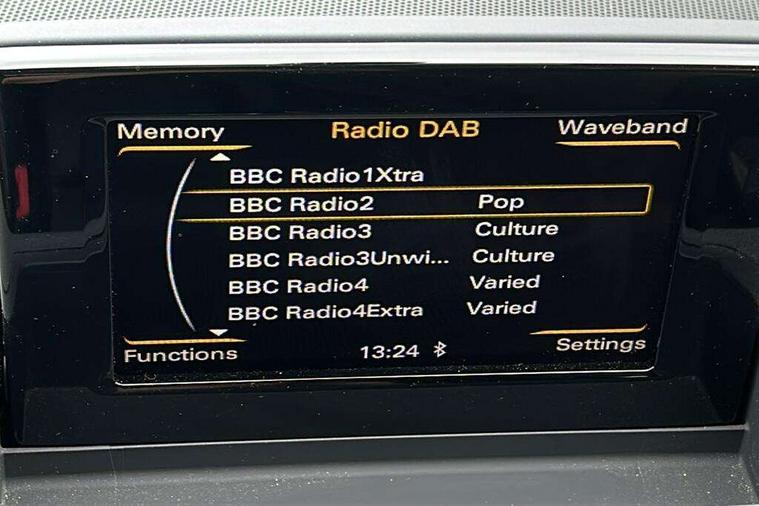 Memory Radio DAB Waveband
BBC Radio1Xtra
BBC Radio2 Pop
BBC Radio3 Culture
BBC Radio3Unwi... Culture
BBC Radio4 Varied
BBC Radio4Extra Varied
Functions 13:24 Settings